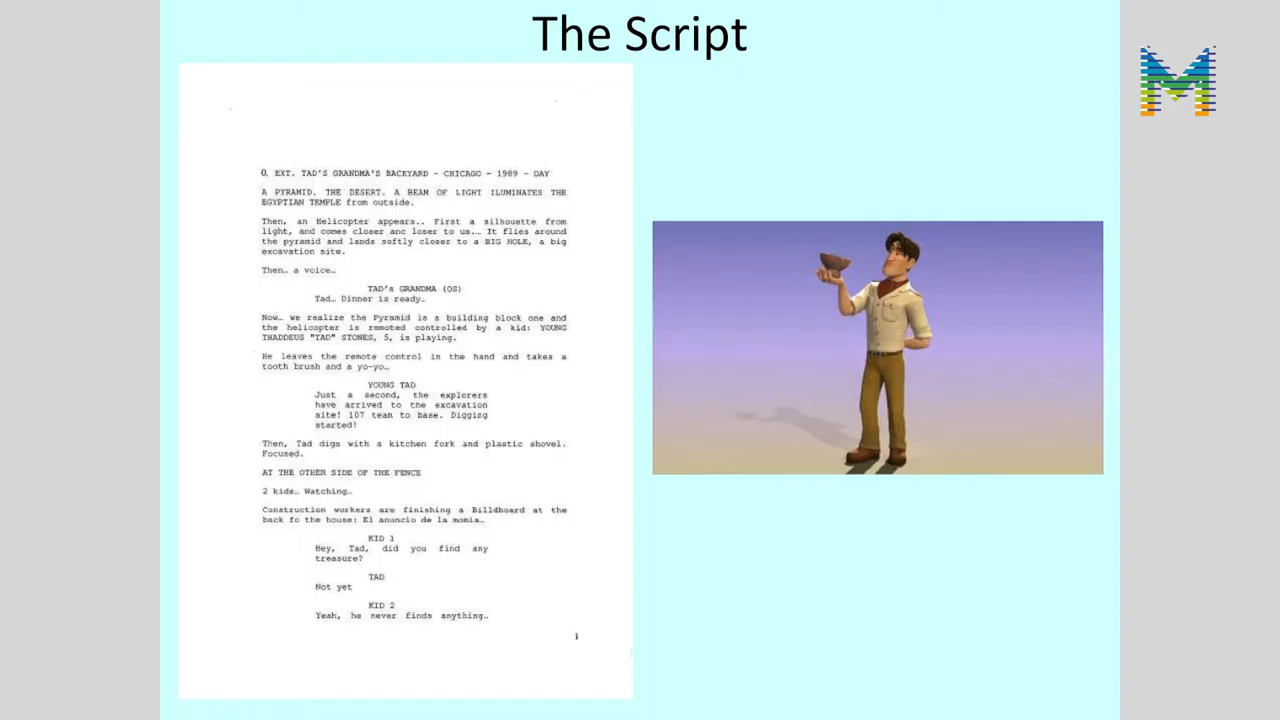 The Script
0. EXT. TAD'S GRANDMA'S BACKYARD - CHICAGO - 1989 - DAY
A PYRAMID. THE DESERT. A BEAM OF LIGHT ILUMINATES THE
EGYPTIAN TEMPLE from outside.
Then, an Helicopter appears.. First a silhouette from
light, and comes closer anc loser to us.… It flies around
the pyramid and lands softly closer to a BIG HOLE, a big
excavation site.
Then… a voice…
TAD's GRANDMA (OS)
Tad… Dinner is ready…
Now… we realize the Pyramid is a building block one and
the helicopter is remoted controlled by a kid: YOUNG
THADDEUS "TAD" STONES, 5, is playing.
He leaves the remote control in the hand and takes a
tooth brush and a yo-yo…
YOUNG TAD
Just a second, the explorers
have arrived to the excavation
site! 107 team to base. Digging
started!
Then, Tad digs with a kitchen fork and plastic shovel.
Focused.
AT THE OTHER SIDE OF THE FENCE
2 kids… Watching…
Construction workers are finishing a Billdboard at the
back fo the house: El anuncio de la momia…
KID 1
Hey, Tad, did you find any
treasure?
TAD
Not yet
KID 2
Yeah, he never finds anything…
1
M